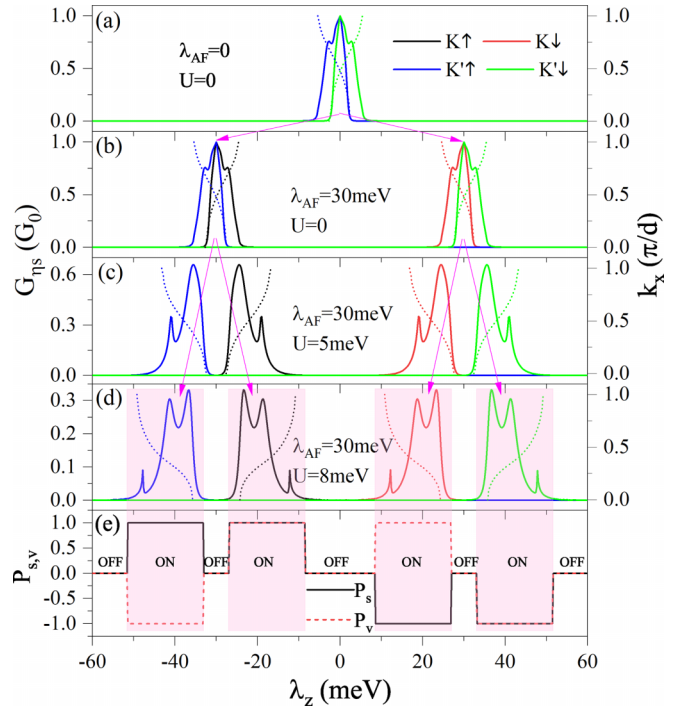 (a)
λAF=0
U=0
K↑
K↓
K'↑
K'↓
1.0
0.5
0.0
1.0
0.5
0.0
(b)
λAF=30meV
U=0
1.0
0.5
0.0
1.0
0.5
0.0
Gηs (G0)
kx (π/d)
(c)
λAF=30meV
U=5meV
0.6
0.3
0.0
1.0
0.5
0.0
(d)
λAF=30meV
U=8meV
0.3
0.2
0.1
0.0
1.0
0.5
0
(e)
Ps,v
1.0
0.5
0.0
-0.5
-1.0
OFF
ON
OFF
ON
OFF
ON
OFF
ON
OFF
Ps
Pv
-60
-40
-20
0
20
40
60
λz (meV)